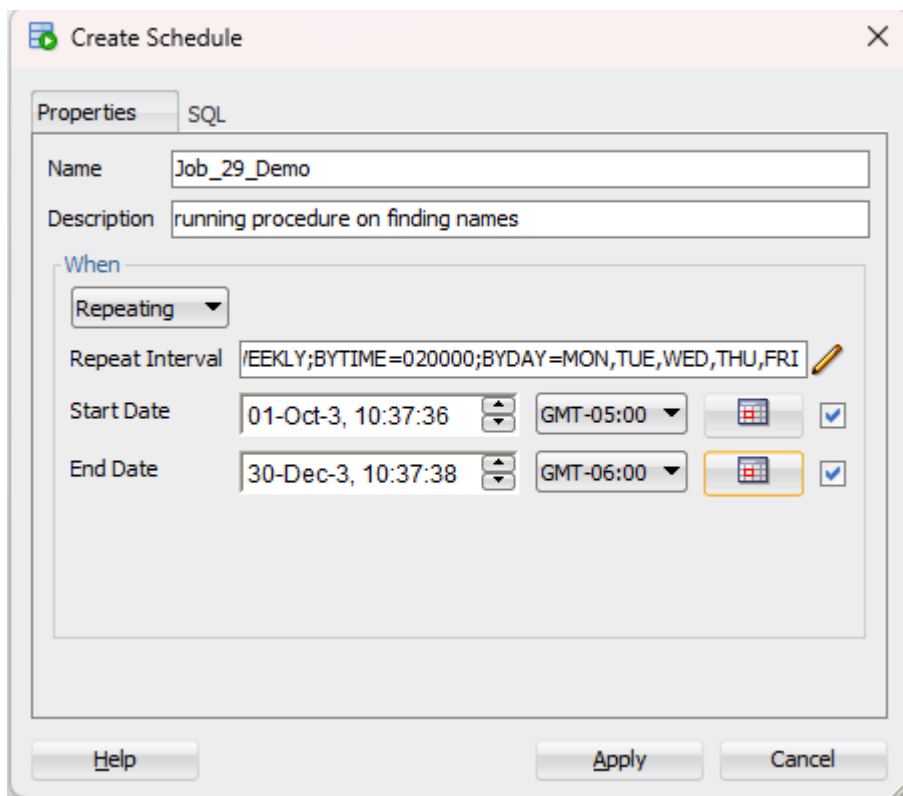 Create Schedule
Properties SQL
Name Job_29_Demo
Description running procedure on finding names
When
Repeating
Repeat Interval EEKLY;BYTIME=020000;BYDAY=MON,TUE,WED,THU,FRI
Start Date 01-Oct-3, 10:37:36 GMT-05:00
End Date 30-Dec-3, 10:37:38 GMT-06:00
Help Apply Cancel